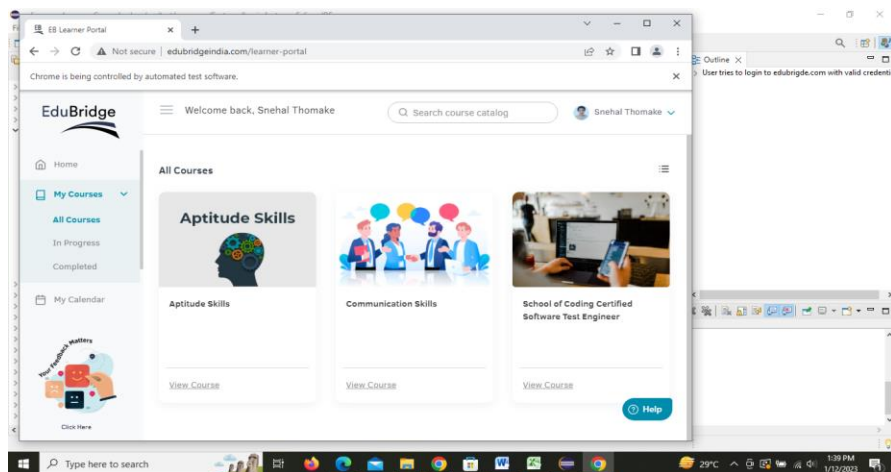 EB Learner Portal
Not secure | edubridgeindia.com/learner-portal
Chrome is being controlled by automated test software.
Outline
User tries to login to edubrigde.com with valid credenti
EduBridge
Welcome back, Snehal Thomake
Search course catalog
Snehal Thomake
Home
My Courses
All Courses
In Progress
Completed
My Calendar
Your Feedback Matters
Click Here
All Courses
Aptitude Skills
Aptitude Skills
View Course
Communication Skills
View Course
School of Coding Certified
Software Test Engineer
View Course
Help
Type here to search
29°C
1:39 PM
1/12/2023